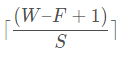 ⌈(W–F + 1)/S⌉